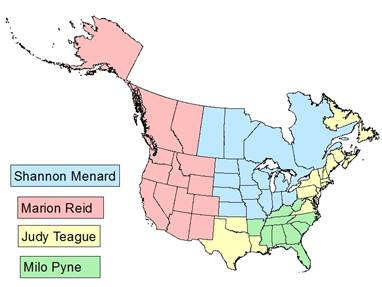 Shannon Menard
Marion Reid
Judy Teague
Milo Pyne